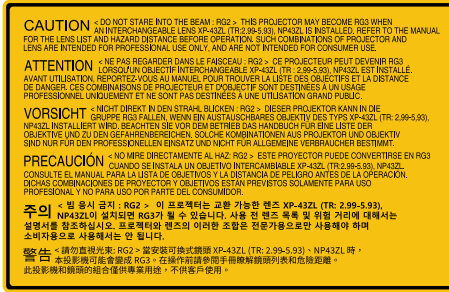 CAUTION < DO NOT STARE INTO THE BEAM : RG2 > THIS PROJECTOR MAY BECOME RG3 WHEN
AN INTERCHANGEABLE LENS XP-43ZL (TR:2,99-5,93), NP43ZL IS INSTALLED. REFER TO THE MANUAL
FOR THE LENS LIST AND HAZARD DISTANCE BEFORE OPERATION. SUCH COMBINATIONS OF PROJECTOR AND
LENS ARE INTENDED FOR PROFESSIONAL USE ONLY, AND ARE NOT INTENDED FOR CONSUMER USE.
ATTENTION < NE PAS REGARDER DANS LE FAISCEAU : RG2 > CE PROJECTEUR PEUT DEVENIR RG3
LORSQU'UN OBJECTIF INTERCHANGEABLE XP-43ZL (TR : 2.99-5.93), NP43ZL EST INSTALLÉ.
AVANT UTILISATION, REPORTEZ-VOUS AU MANUEL POUR TROUVER LA LISTE DES OBJECTIFS ET LA DISTANCE
DE DANGER. CES COMBINAISONS DE PROJECTEUR ET D'OBJECTIF SONT DESTINÉES À UN USAGE
PROFESSIONNEL UNIQUEMENT ET NE SONT PAS DESTINÉES À UNE UTILISATION GRAND PUBLIC.
VORSICHT < NICHT DIREKT IN DEN STRAHL BLICKEN : RG2 > DIESER PROJEKTOR KANN IN DIE
GRUPPE RG3 FALLEN, WENN EIN AUSTAUSCHBARES OBJEKTIV DES TYPS XP-43ZL (TR: 2,99-5,93),
NP43ZL INSTALLIERT WIRD. BEACHTEN SIE VOR DEM BETRIEB DAS HANDBUCH FÜR EINE LISTE DER
OBJEKTIVE UND ZU DEN GEFAHRENBEREICHEN, SOLCHE KOMBINATIONEN AUS PROJEKTOR UND OBJEKTIV
SIND NUR FÜR DEN PROFESSIONELLEN EINSATZ UND NICHT FÜR ALLGEMEINE VERBRAUCHER BESTIMMT.
PRECAUCIÓN < NO MIRE DIRECTAMENTE AL HAZ: RG2 > ESTE PROYECTOR PUEDE CONVERTIRSE EN RG3
CUANDO SE INSTALA UN OBJETIVO INTERCAMBIABLE XP-43ZL (TR: 2,99-5,93), NP43ZL.
CONSULTE EL MANUAL PARA LA LISTA DE OBJETIVOS Y LA DISTANCIA DE PELIGRO ANTES DE LA OPERACIÓN.
DICHAS COMBINACIONES DE PROYECTOR Y OBJETIVOS ESTÁN PREVISTOS SOLAMENTE PARA USO
PROFESIONAL Y NO PARA USO POR PARTE DEL CONSUMIDOR.
주의 < 빔 응시 금지 : RG2 > 이 프로젝터는 교환 가능한 렌즈 XP-43ZL (TR: 2.99-5.93),
NP43ZL이 설치되면 RG3가 될 수 있습니다. 사용 전 렌즈 목록 및 위험 거리에 대해서는
설명서를 참조하십시오. 프로젝터와 렌즈의 이러한 조합은 전문가용으로만 사용해야 하며
소비자용으로 사용해서는 안 됩니다.
警告 < 請勿直視光束: RG2 > 當安裝可換式鏡頭 XP-43ZL (TR: 2.99-5.93)、NP43ZL 時，
本投影機可能會變成 RG3。在操作前請參閱手冊瞭解鏡頭列表和危險距離。
此投影機和鏡頭的組合僅供專業用途，不供客戶使用。